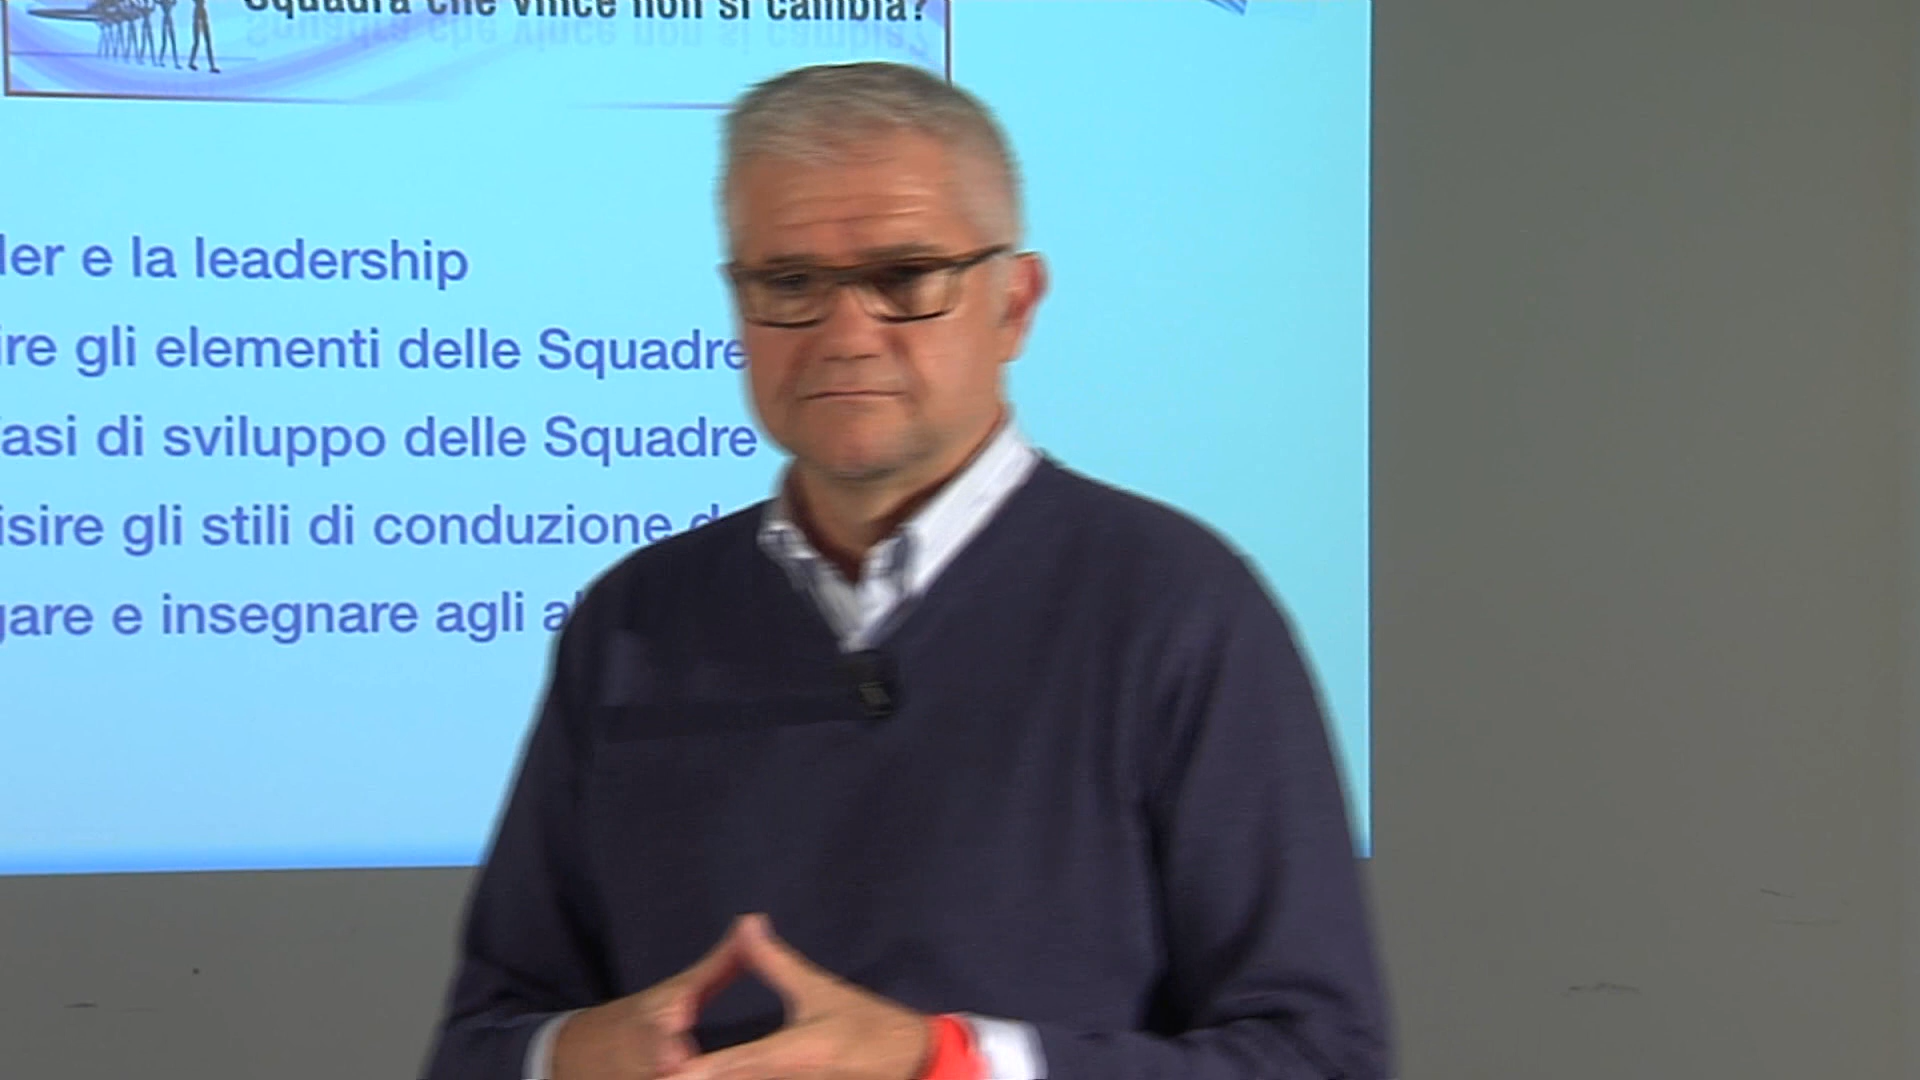 Squadra che vince non si cambia?
der e la leadership
ire gli elementi delle Squadre
fasi di sviluppo delle Squadre
isire gli stili di conduzione d
gare e insegnare agli al